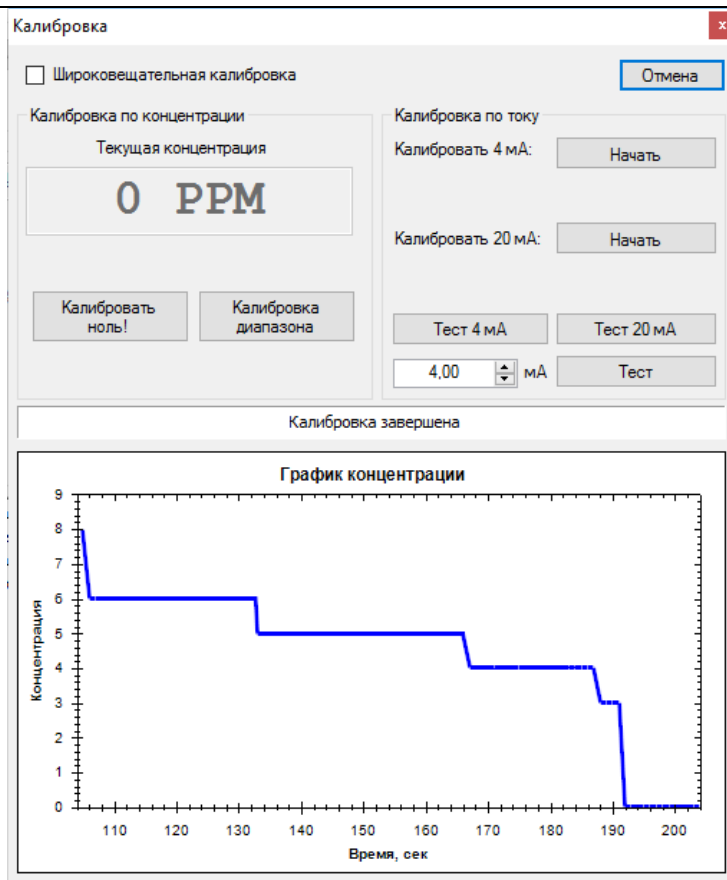 Калибровка
x
Широковещательная калибровка
Отмена
Калибровка по концентрации
Текущая концентрация
0 PPM
Калибровать
ноль!
Калибровка
диапазона
Калибровка по току
Калибровать 4 мА:
Начать
Калибровать 20 мА:
Начать
Тест 4 мА
Тест 20 мА
4,00
мА
Тест
Калибровка завершена
График концентрации
Концентрация
9
8
7
6
5
4
3
2
1
0
110 120 130 140 150 160 170 180 190 200
Время, сек